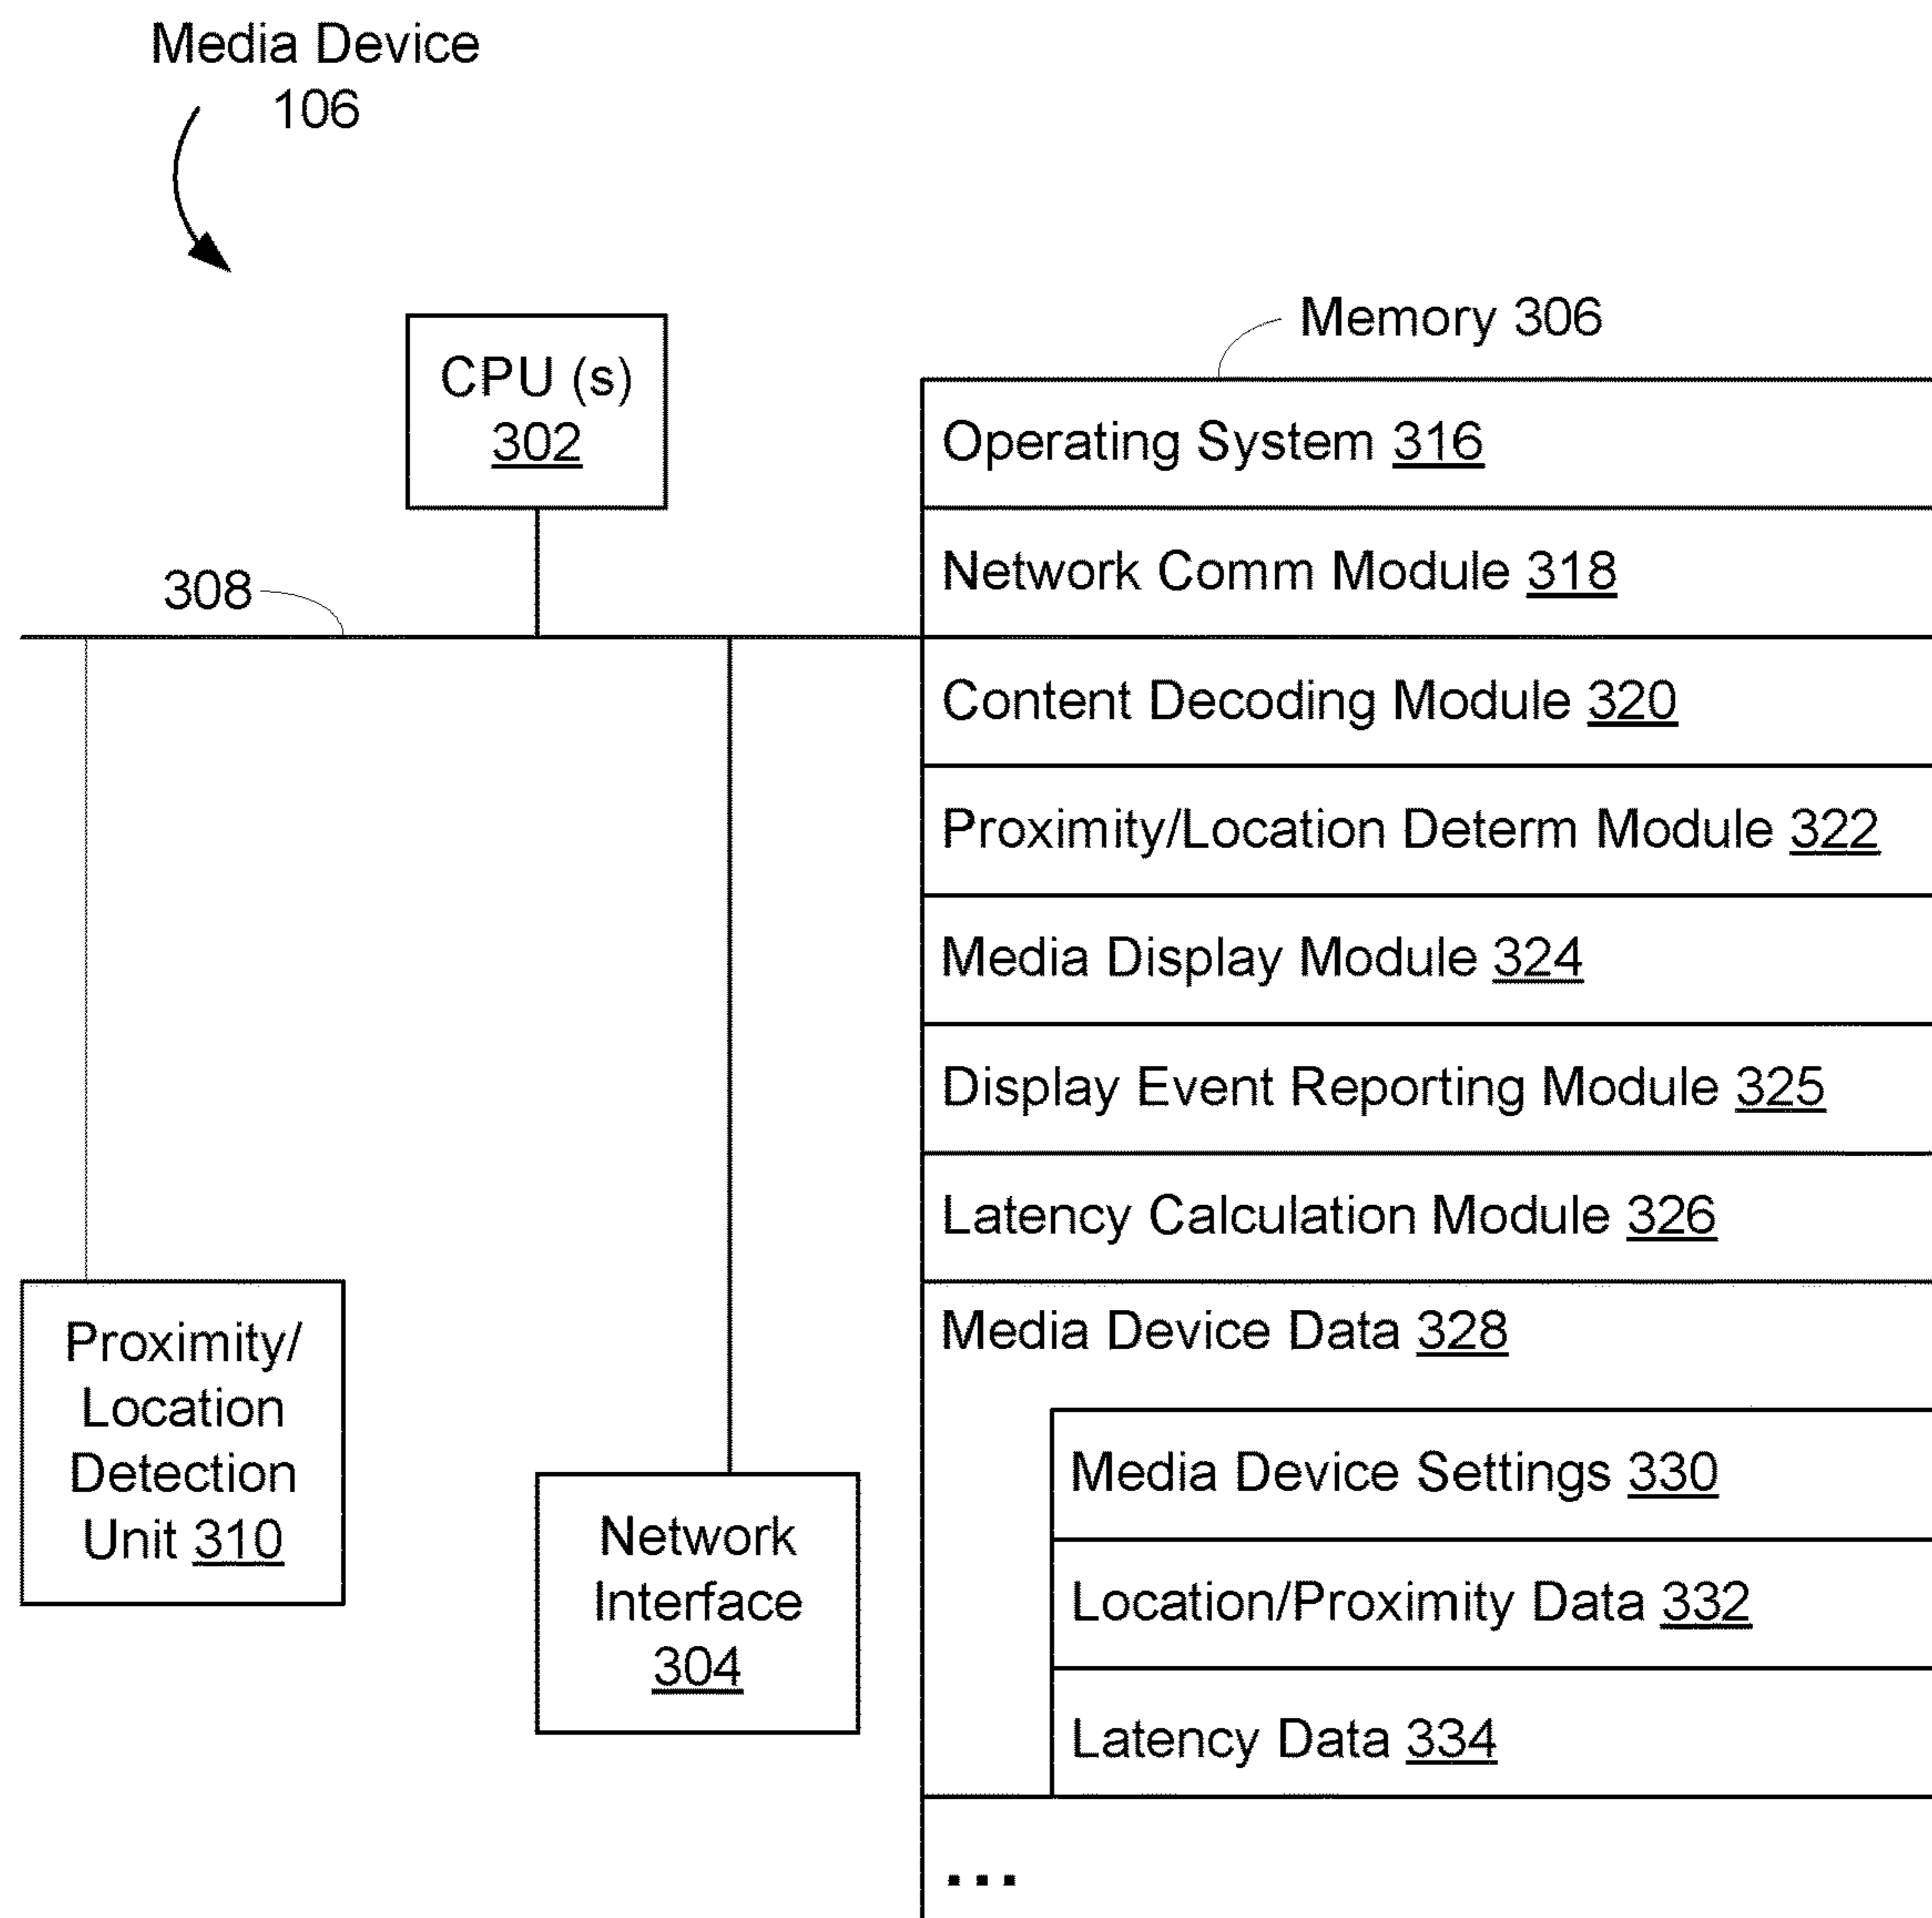 Media Device
106
CPU (s)
302
308
Memory 306
Operating System 316
Network Comm Module 318
Content Decoding Module 320
Proximity/Location Determ Module 322
Media Display Module 324
Display Event Reporting Module 325
Latency Calculation Module 326
Media Device Data 328
Media Device Settings 330
Location/Proximity Data 332
Latency Data 334
...
Proximity/
Location
Detection
Unit 310
Network
Interface
304